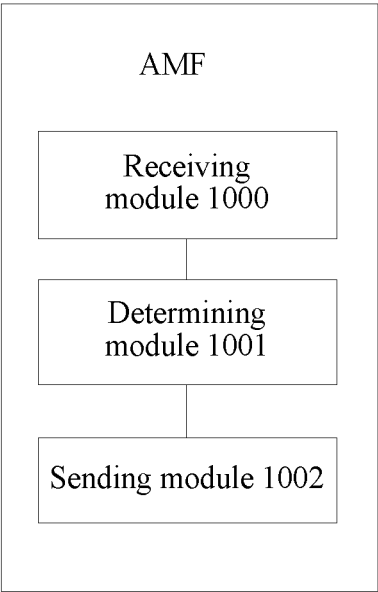 AMF
Receiving
module 1000
Determining
module 1001
Sending module 1002